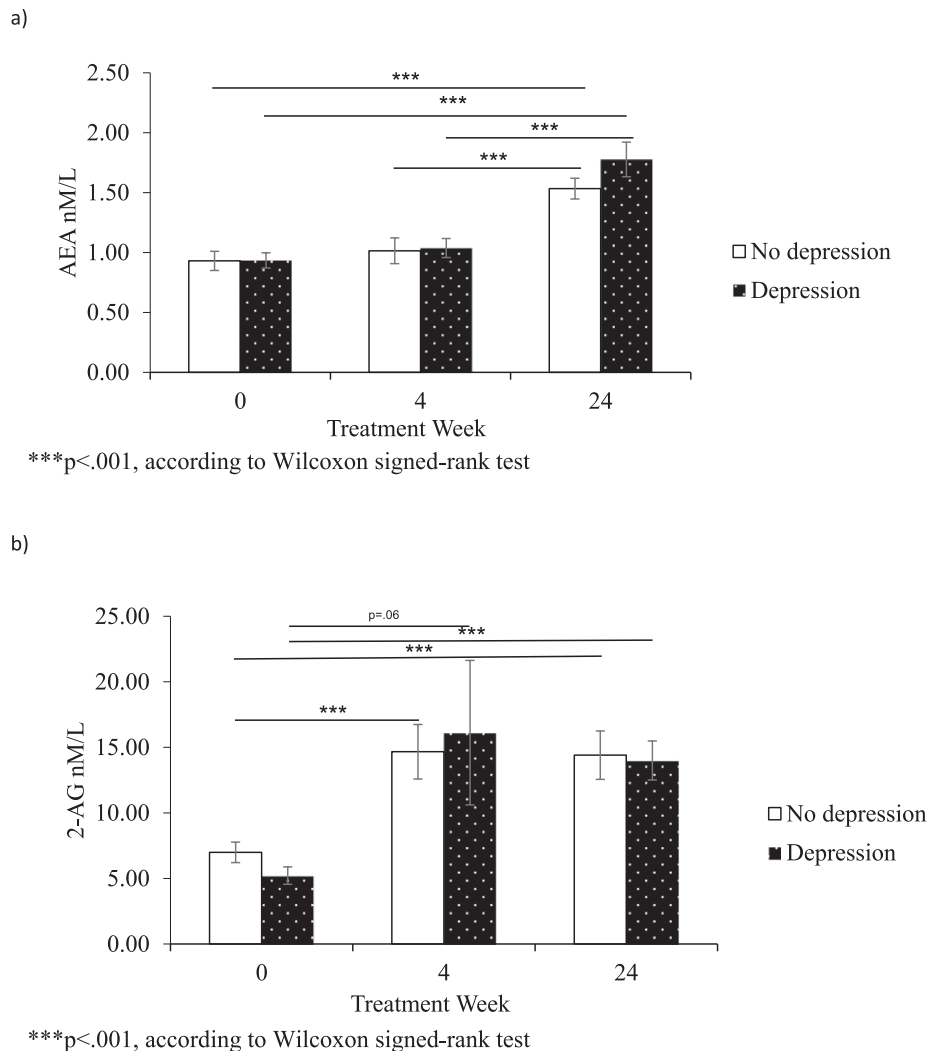 a)
***
2.50
***
2.00
***
***
1.50
AEA nM/L
1.00
No depression
Depression
0.50
0.00
0 4 24
Treatment Week
***p<.001, according to Wilcoxon signed-rank test
b)
25.00
p=.06
***
***
20.00
***
15.00
2-AG nM/L
10.00
No depression
Depression
5.00
0.00
0 4 24
Treatment Week
***p<.001, according to Wilcoxon signed-rank test